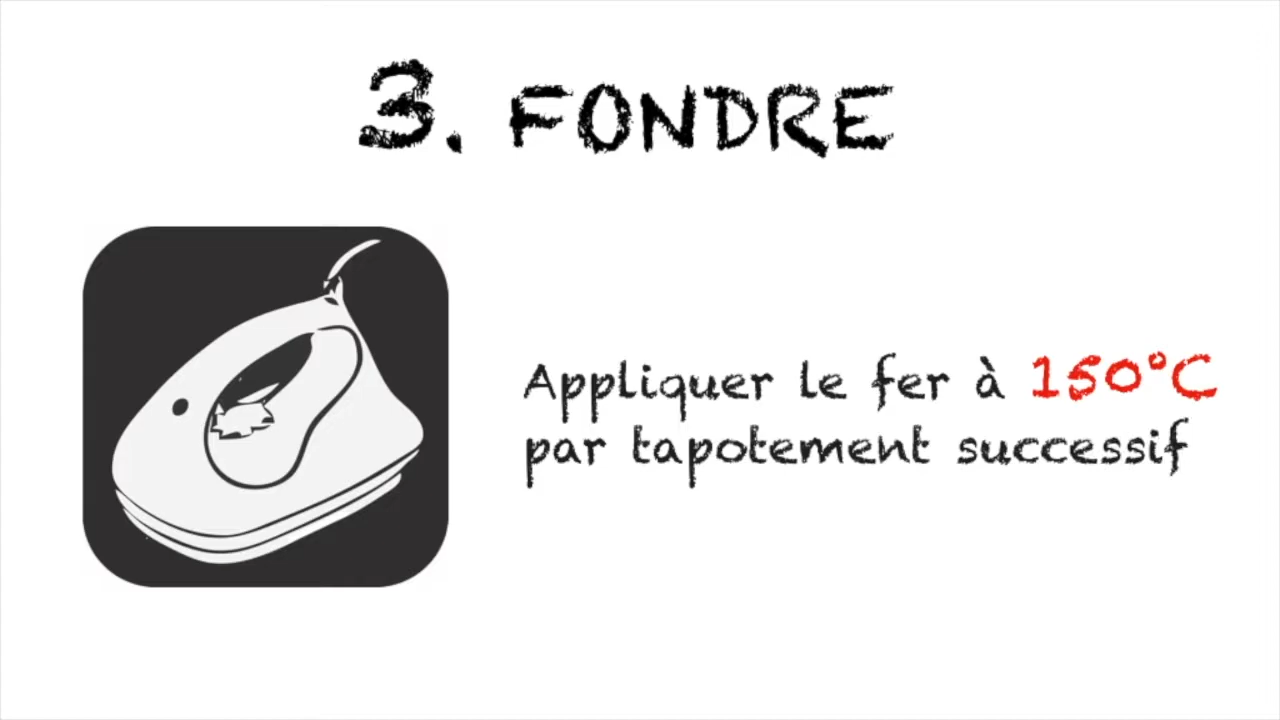 3. FONDRE
Appliquer le fer à 150°C
par tapotement successif